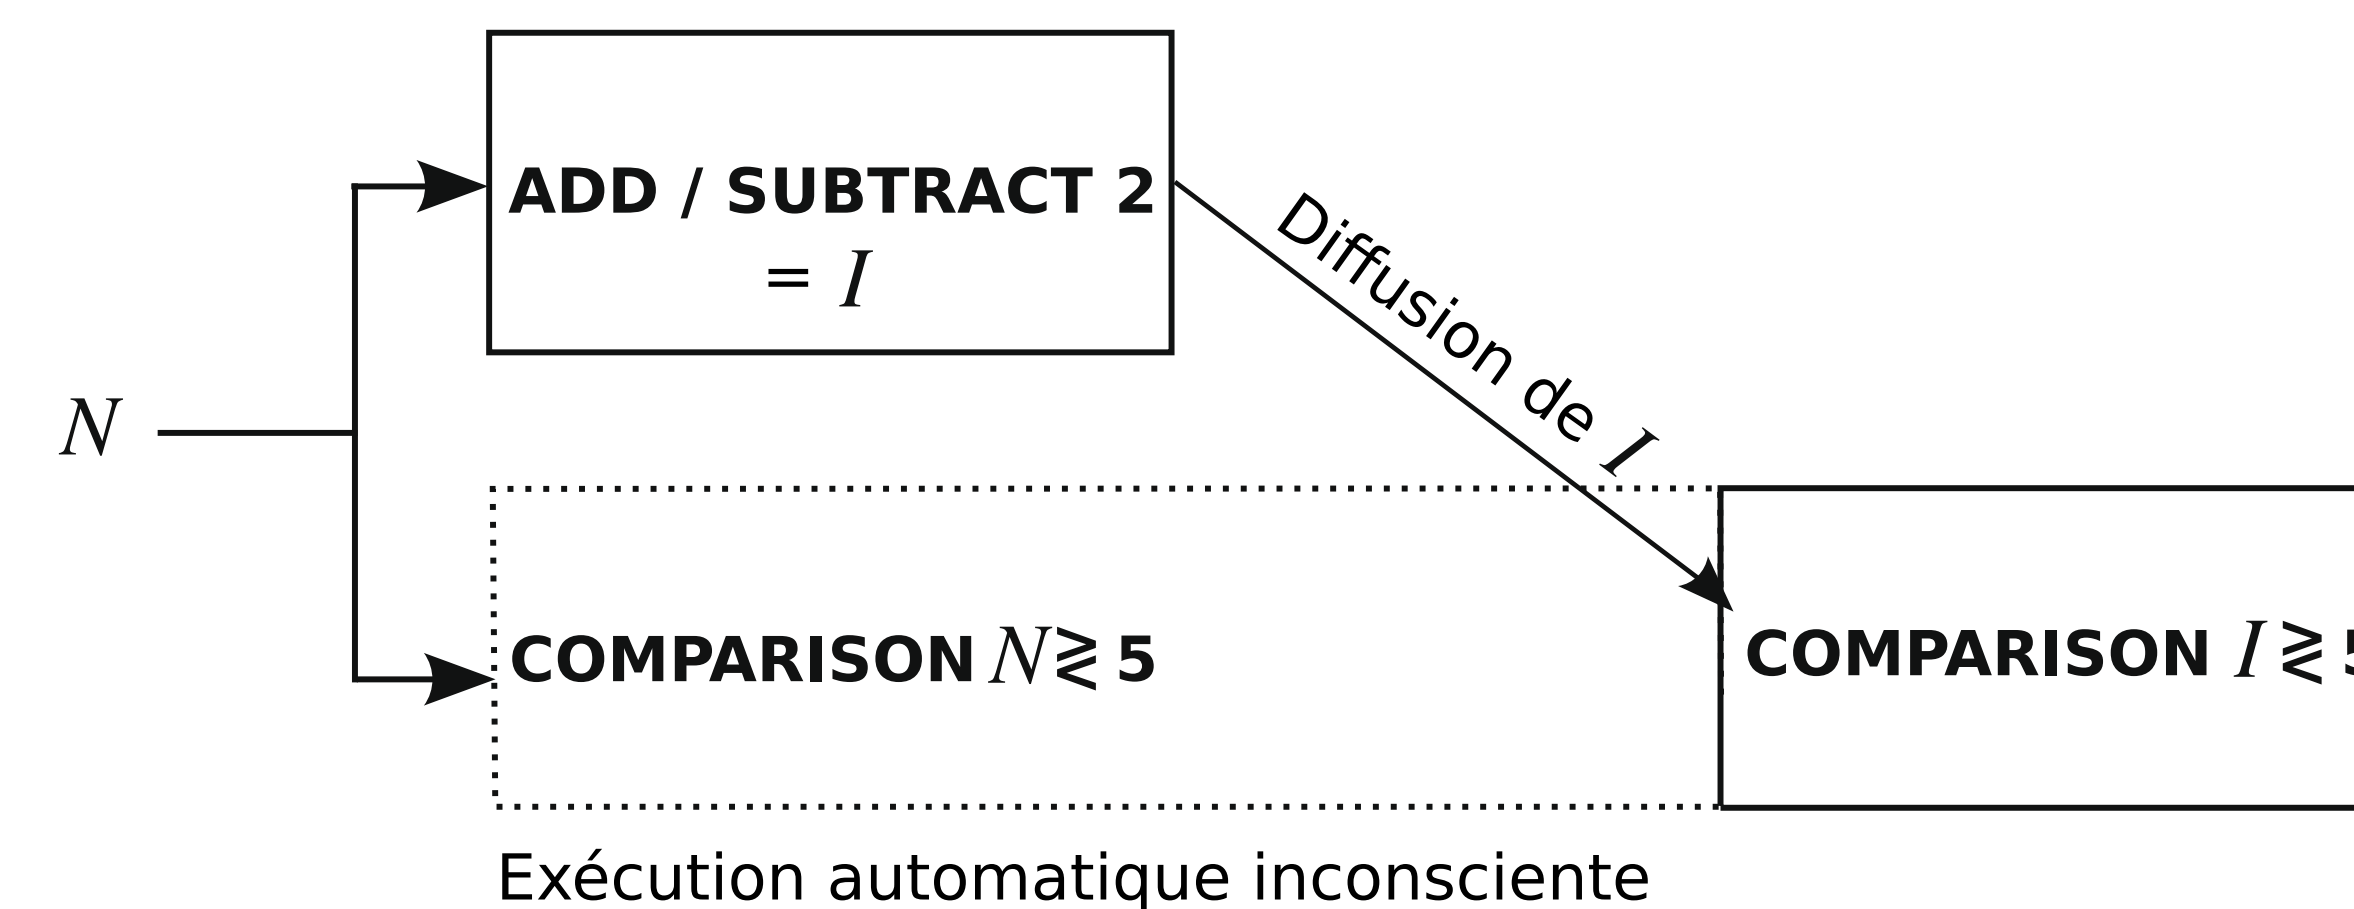 ADD / SUBTRACT 2
= I
Diffusion de I
N
COMPARISON N ≷ 5
COMPARISON I ≷
Exécution automatique inconsciente